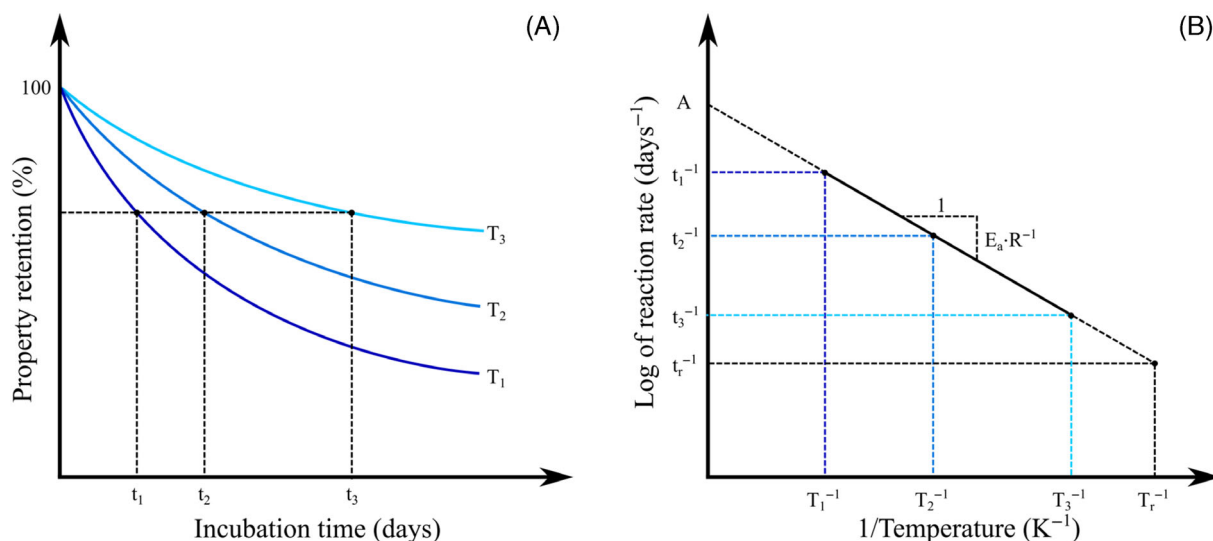 (A)
Property retention (%)
100
T₃
T₂
T₁
t₁
t₂
t₃
Incubation time (days)
(B)
Log of reaction rate (days⁻¹)
A
t₁⁻¹
t₂⁻¹
t₃⁻¹
tᵣ⁻¹
1
Eₐ·R⁻¹
T₁⁻¹
T₂⁻¹
T₃⁻¹
Tᵣ⁻¹
1/Temperature (K⁻¹)